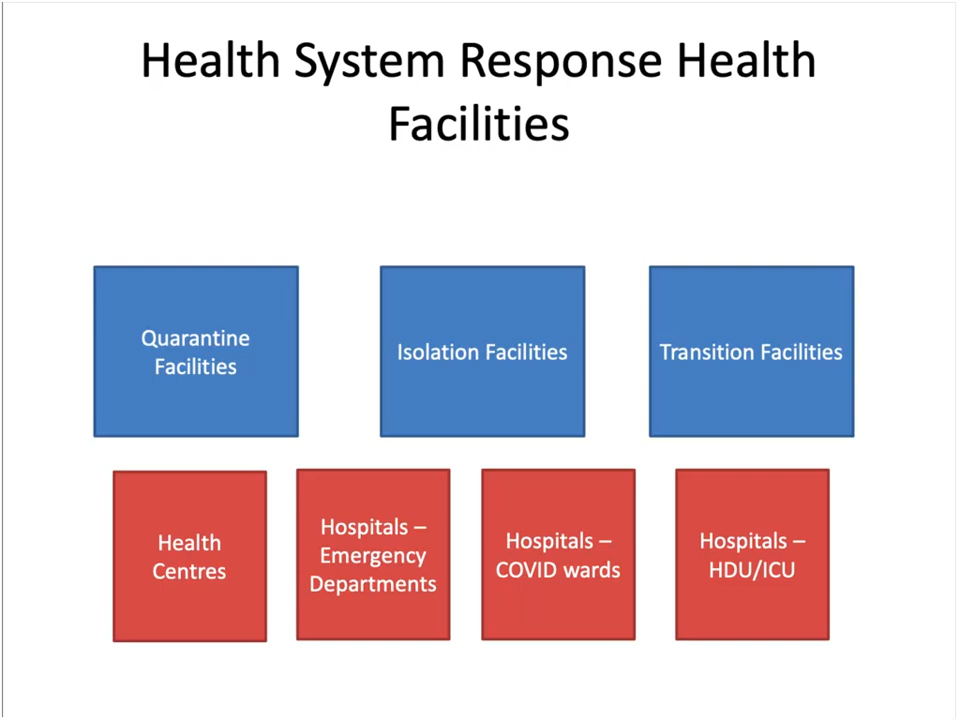 Health System Response Health
Facilities
Quarantine
Facilities
Isolation Facilities
Transition Facilities
Health
Centres
Hospitals –
Emergency
Departments
Hospitals –
COVID wards
Hospitals –
HDU/ICU